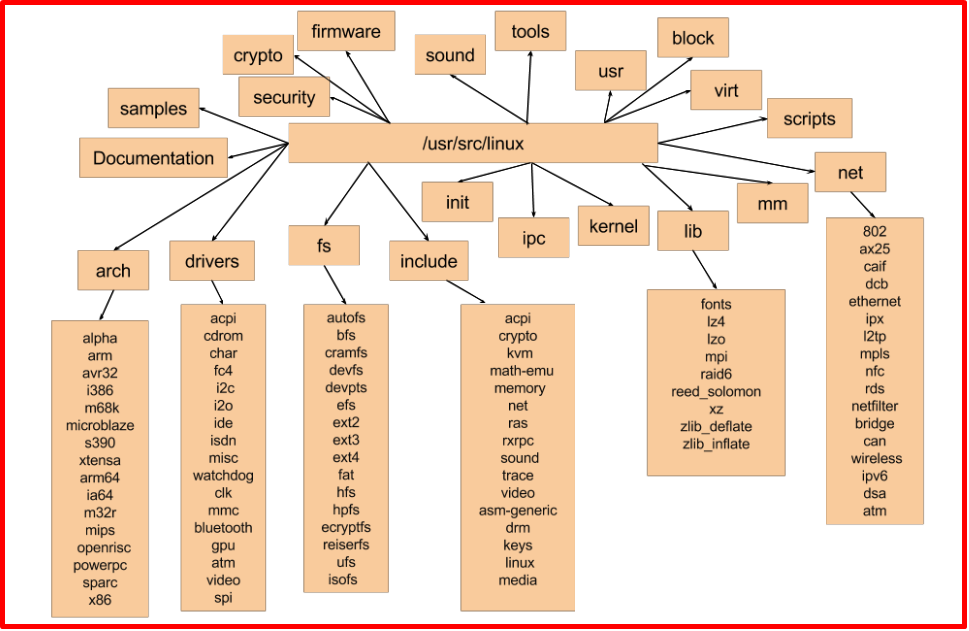 firmware
tools
crypto
sound
block
usr
security
virt
samples
scripts
/usr/src/linux
Documentation
net
init
mm
kernel
lib
ipc
fs
drivers
include
arch
alpha
arm
avr32
i386
m68k
microblaze
s390
xtensa
arm64
ia64
m32r
mips
openrisc
powerpc
sparc
x86
acpi
cdrom
char
fc4
i2c
i2o
ide
isdn
misc
watchdog
clk
mmc
bluetooth
gpu
atm
video
spi
autofs
bfs
cramfs
devfs
devpts
efs
ext2
ext3
ext4
fat
hfs
hpfs
ecryptfs
reiserfs
ufs
isofs
acpi
crypto
kvm
math-emu
memory
net
ras
rxrpc
sound
trace
video
asm-generic
drm
keys
linux
media
fonts
lz4
lzo
mpi
raid6
reed_solomon
xz
zlib_deflate
zlib_inflate
802
ax25
caif
dcb
ethernet
ipx
l2tp
mpls
nfc
rds
netfilter
bridge
can
wireless
ipv6
dsa
atm